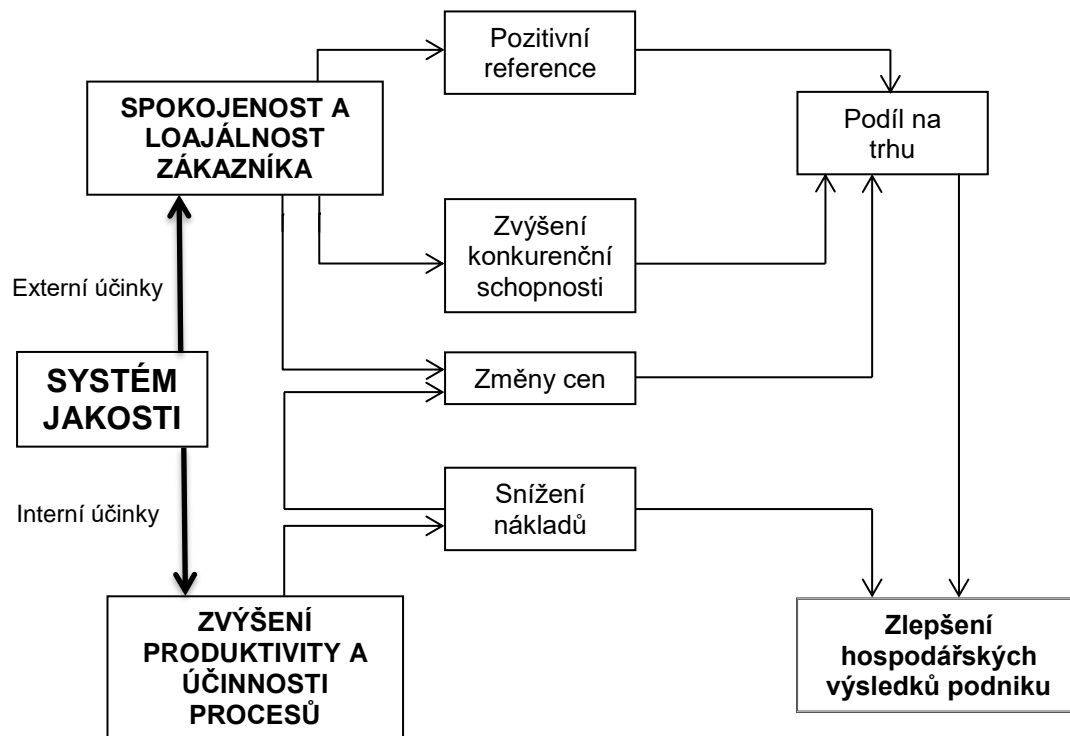 Pozitivní
reference
SPOKOJENOST A
LOAJÁLNOST
ZÁKAZNÍKA
Podíl na
trhu
Zvýšení
konkurenční
schopnosti
Externí účinky
SYSTÉM
JAKOSTI
Změny cen
Snížení
nákladů
Interní účinky
ZVÝŠENÍ
PRODUKTIVITY A
ÚČINNOSTI
PROCESŮ
Zlepšení
hospodářských
výsledků podniku